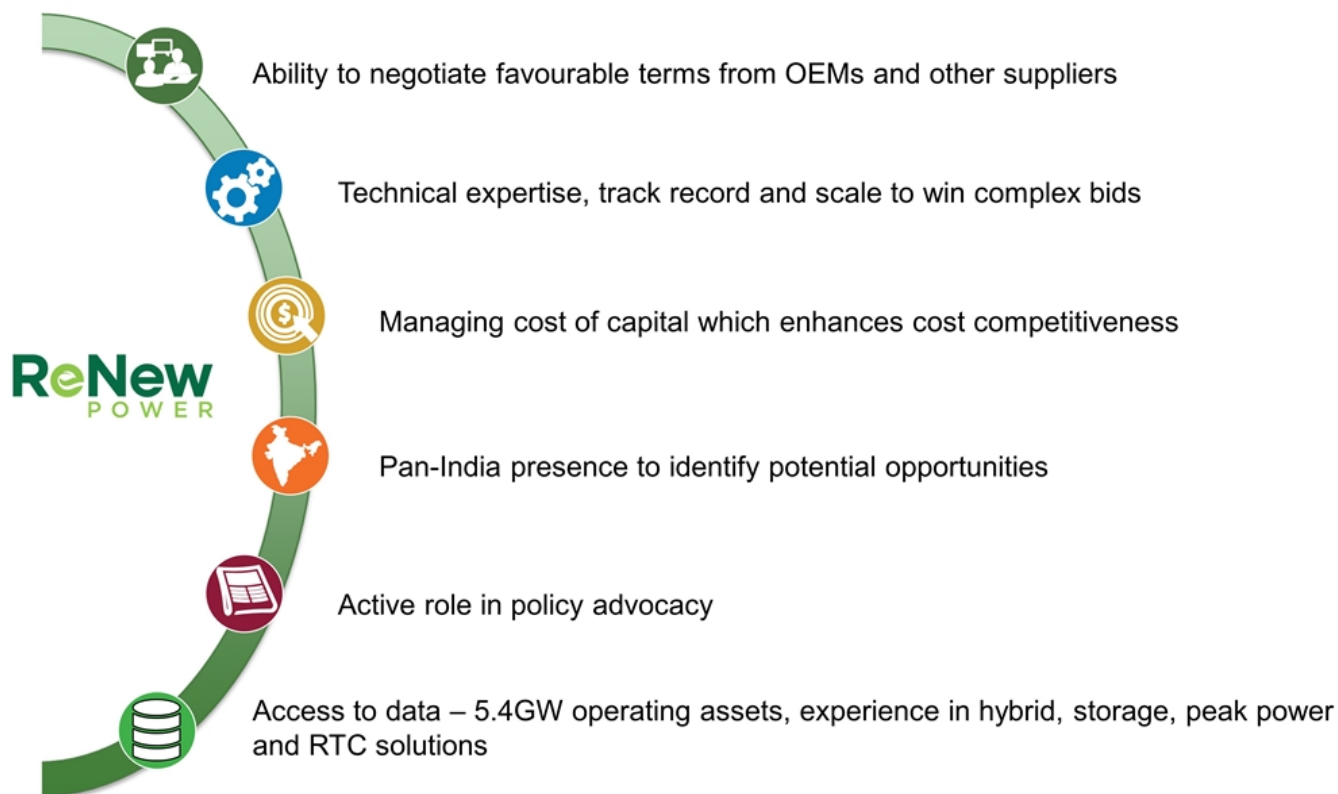 Ability to negotiate favourable terms from OEMs and other suppliers
Technical expertise, track record and scale to win complex bids
Managing cost of capital which enhances cost competitiveness
ReNew
POWER
Pan-India presence to identify potential opportunities
Active role in policy advocacy
Access to data – 5.4GW operating assets, experience in hybrid, storage, peak power
and RTC solutions